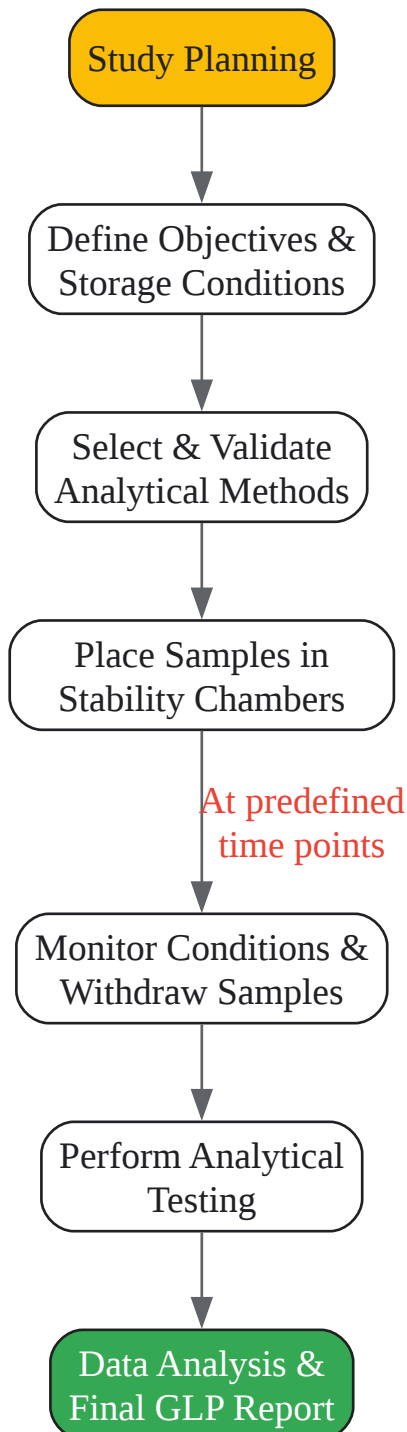 Study Planning
Define Objectives &
Storage Conditions
Select & Validate
Analytical Methods
Place Samples in
Stability Chambers
At predefined
time points
Monitor Conditions &
Withdraw Samples
Perform Analytical
Testing
Data Analysis &
Final GLP Report